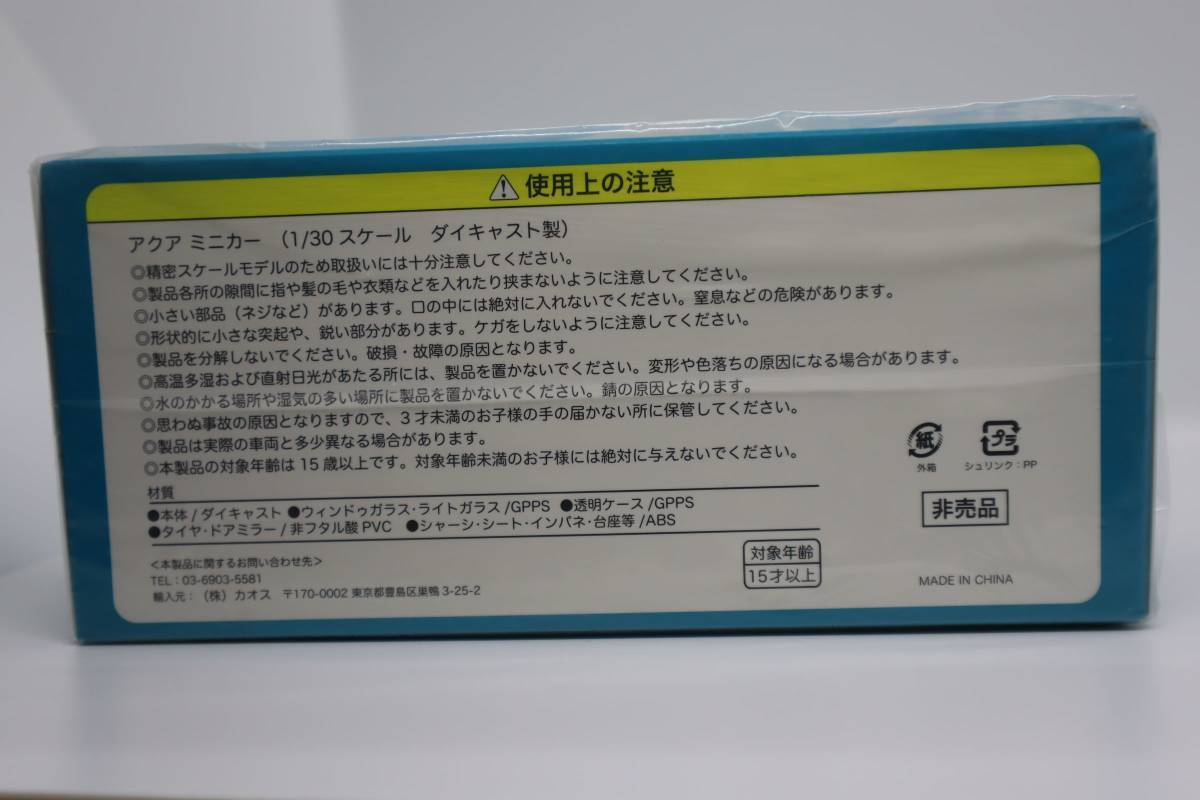 使用上の注意
アクア ミニカー （1/30 スケール　ダイキャスト製）
◎精密スケールモデルのため取扱いには十分注意してください。
◎製品各所の隙間に指や髪の毛や衣類などを入れたり挟まないように注意してください。
◎小さい部品（ネジなど）があります。口の中には絶対に入れないでください。窒息などの危険があります。
◎形状的に小さな突起や、鋭い部分があります。ケガをしないように注意してください。
◎製品を分解しないでください。破損・故障の原因となります。
◎高温多湿および直射日光があたる所には、製品を置かないでください。変形や色落ちの原因になる場合があります。
◎水のかかる場所や湿気の多い場所に製品を置かないでください。錆の原因となります。
◎思わぬ事故の原因となりますので、3才未満のお子様の手の届かない所に保管してください。
◎製品は実際の車両と多少異なる場合があります。
◎本製品の対象年齢は 15 歳以上です。対象年齢未満のお子様には絶対に与えないでください。
材質
●本体 / ダイキャスト ●ウィンドゥガラス・ライトガラス /GPPS ●透明ケース /GPPS
●タイヤ・ドアミラー / 非フタル酸 PVC ●シャーシ・シート・インパネ・台座等 /ABS
＜本製品に関するお問い合わせ先＞
TEL：03-6903-5581
輸入元：（株）カオス 〒170-0002 東京都豊島区巣鴨 3-25-2
対象年齢
15才以上
紙
外箱
プラ
シュリンク：PP
非売品
MADE IN CHINA